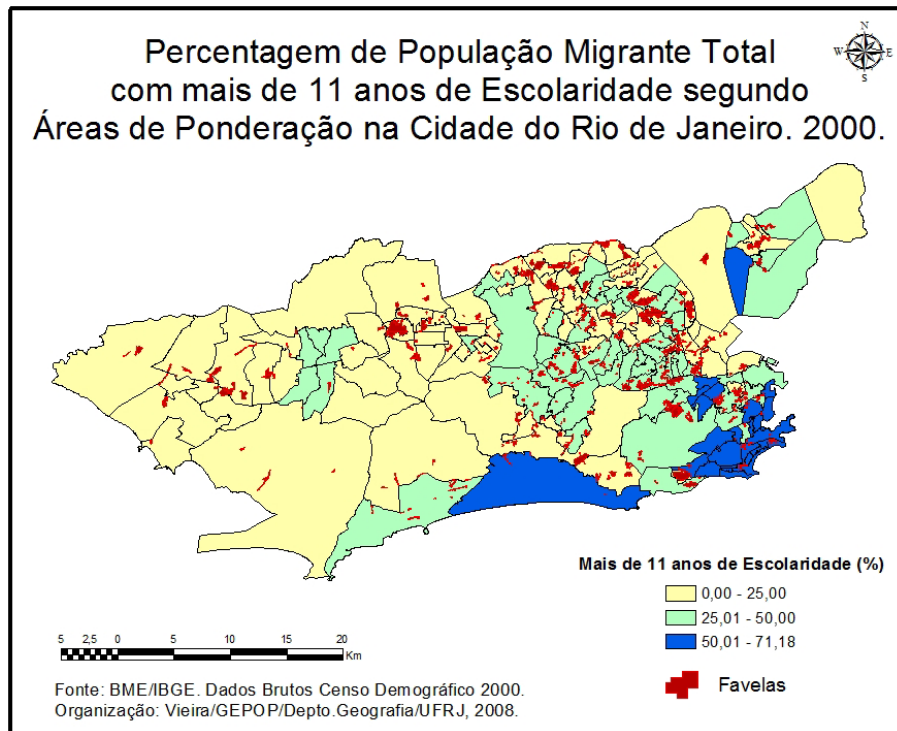 Percentagem de População Migrante Total
com mais de 11 anos de Escolaridade segundo
Áreas de Ponderação na Cidade do Rio de Janeiro. 2000.
N
W E
S
Mais de 11 anos de Escolaridade (%)
0,00 - 25,00
25,01 - 50,00
50,01 - 71,18
Favelas
5 2,5 0 5 10 15 20
Km
Fonte: BME/IBGE. Dados Brutos Censo Demográfico 2000.
Organização: Vieira/GEPOP/Depto.Geografia/UFRJ, 2008.